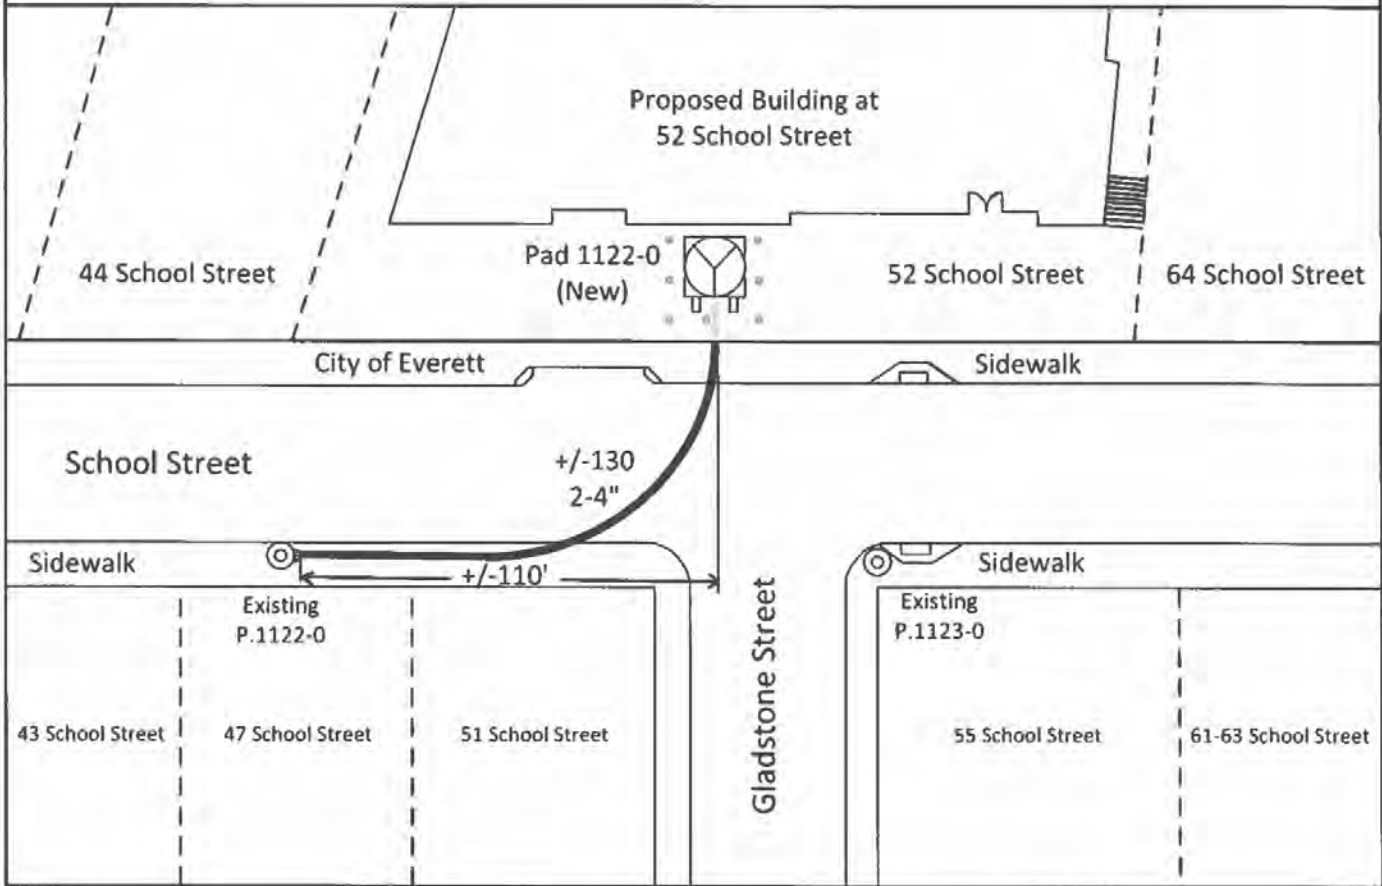 Proposed Building at
52 School Street
44 School Street
Pad 1122-0
(New)
52 School Street
64 School Street
City of Everett
Sidewalk
School Street
+/-130
2-4"
Sidewalk
+/-110'
Sidewalk
Existing
P.1122-0
Gladstone Street
Existing
P.1123-0
43 School Street
47 School Street
51 School Street
55 School Street
61-63 School Street